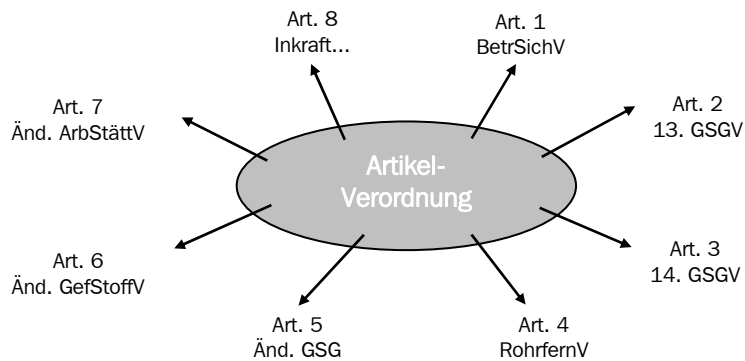 Art. 8
Inkraft...
Art. 1
BetrSichV
Art. 7
Änd. ArbStättV
Art. 2
13. GSGV
Artikel-
Verordnung
Art. 6
Änd. GefStoffV
Art. 3
14. GSGV
Art. 5
Änd. GSG
Art. 4
RohrfernV